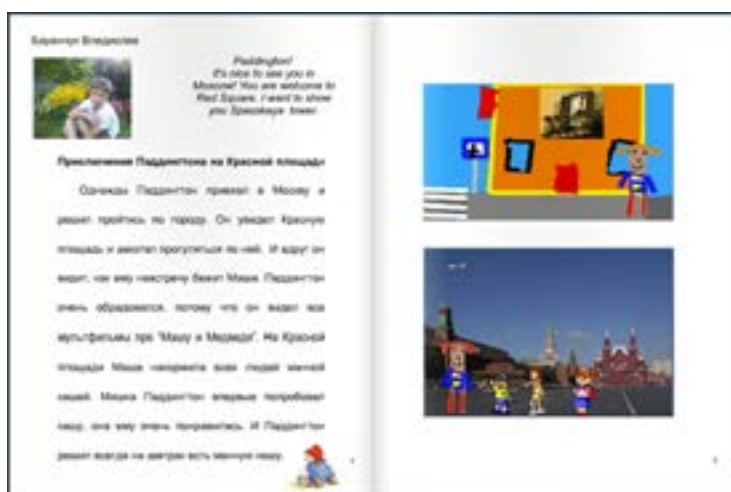 Баранчук Владислав
Paddington!
It's nice to see you in
Moscow! You are welcome to
Red Square. I want to show
you Spasskaya tower.
Приключения Паддингтона на Красной площади
Однажды Паддингтон приехал в Москву и
решил пройтись по городу. Он увидел Красную
площадь и захотел прогуляться по ней. И вдруг он
видит, как ему навстречу бежит Маша. Паддингтон
очень обрадовался, потому что он видел все
мультфильмы про "Машу и Медведя". На Красной
площади Маша накормила всех людей манной
кашей. Мишка Паддингтон впервые попробовал
кашу, она ему очень понравилась. И Паддингтон
решил всегда на завтрак есть манную кашу.